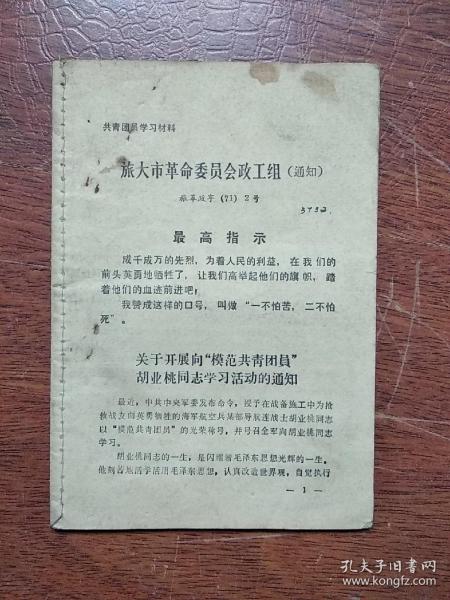 共青团员学习材料
旅大市革命委员会政工组（通知）
旅革政字（71）2号
最高指示
成千成万的先烈，为着人民的利益，在我们的
前头英勇地牺牲了，让我们高举起他们的旗帜，踏
着他们的血迹前进吧！
我赞成这样的口号，叫做“一不怕苦，二不怕
死”。
关于开展向“模范共青团员”
胡业桃同志学习活动的通知
最近，中共中央军委发布命令，授予在战备施工中为抢
救战友而英勇牺牲的海军航空兵某部导航连战士胡业桃同志
以“模范共青团员”的光荣称号，并号召全军向胡业桃同志
学习。
胡业桃同志的一生，是闪耀着毛泽东思想光辉的一生。
他刻苦地活学活用毛泽东思想，认真改造世界观，自觉执行
— 1 —
孔夫子旧书网
www.kongfz.com